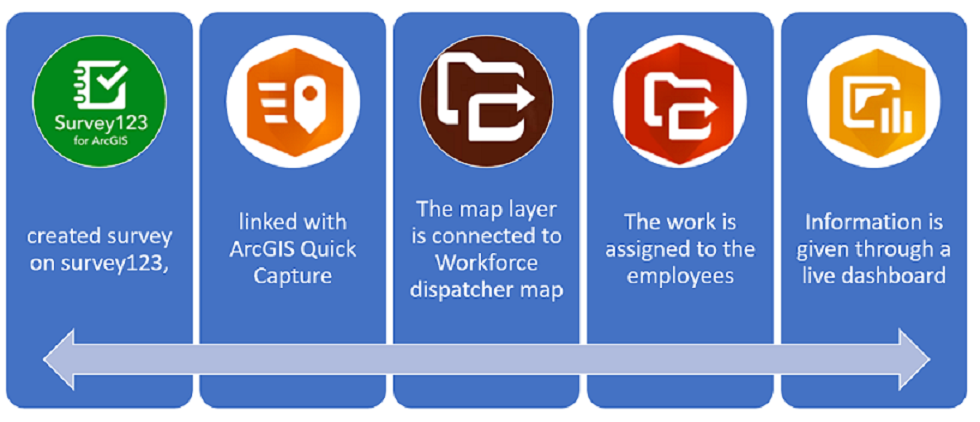 Survey123
for ArcGIS
created survey
on survey123,
linked with
ArcGIS Quick
Capture
The map layer
is connected to
Workforce
dispatcher map
The work is
assigned to the
employees
Information is
given through a
live dashboard